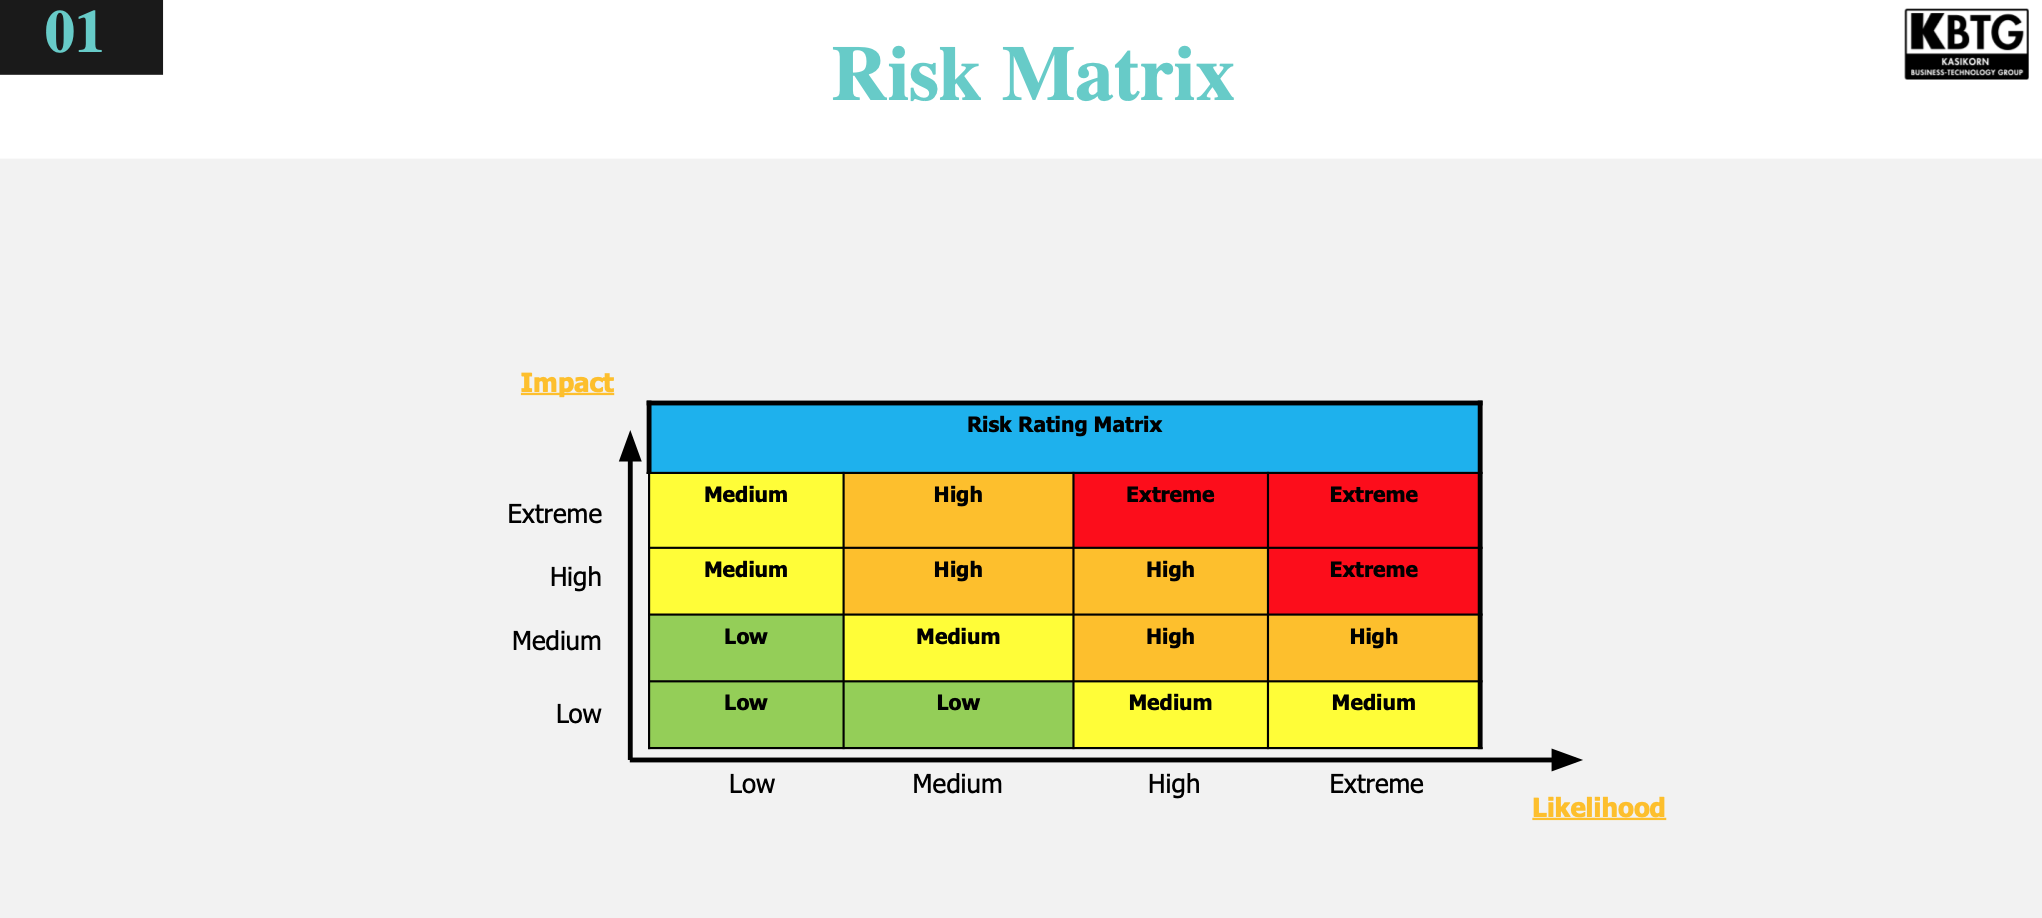 01
Risk Matrix
KBTG
KASIKORN
BUSINESS-TECHNOLOGY GROUP
Impact
Risk Rating Matrix
Extreme Medium High Extreme Extreme
High Medium High High Extreme
Medium Low Medium High High
Low Low Low Medium Medium
Low Medium High Extreme
Likelihood